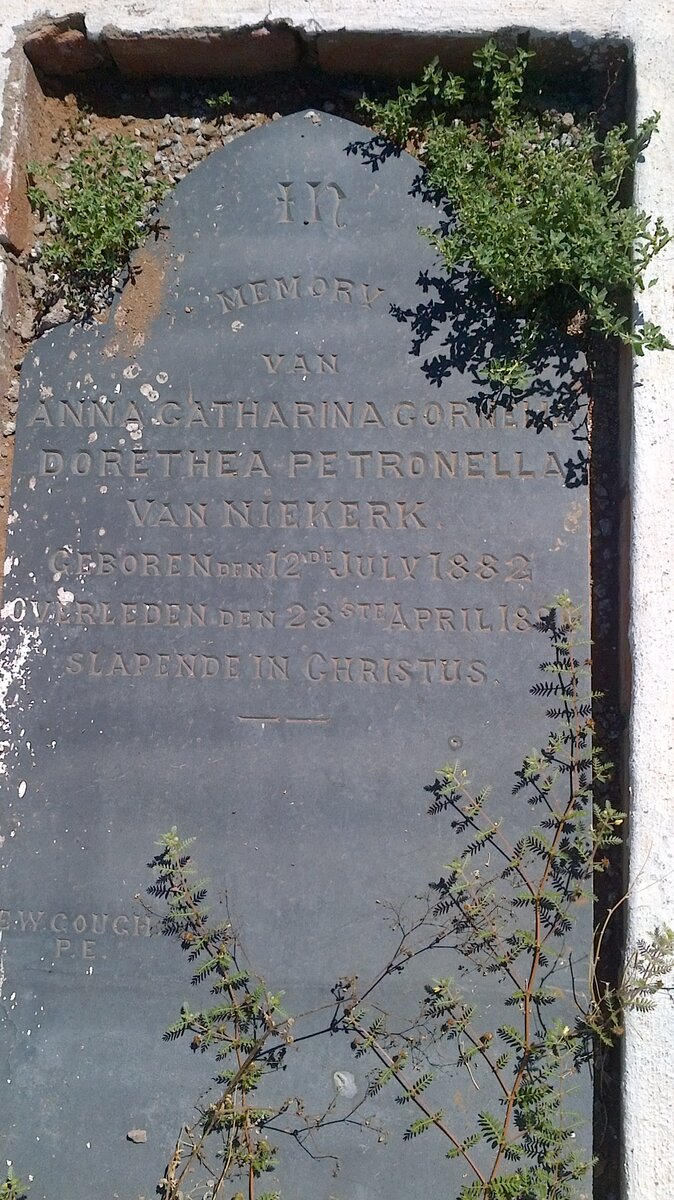 IN
MEMORY
VAN
ANNA CATHARINA CORNELIA
DORETHEA PETRONELLA
VAN NIEKERK.
GEBOREN DEN 12DE JULY 1882
OVERLEDEN DEN 28STE APRIL
SLAPENDE IN CHRISTUS.
E.W. GOUGH
P.E.